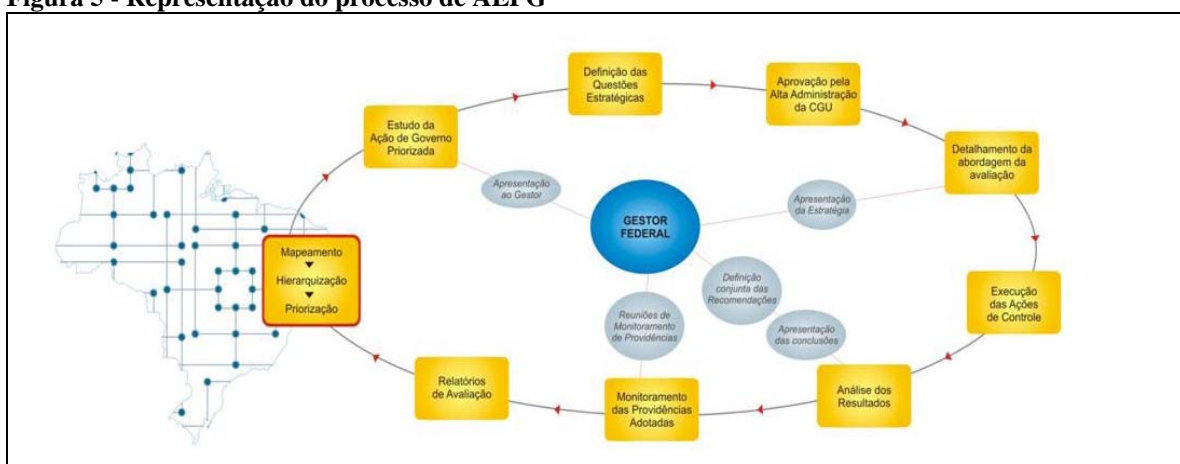 Figura 5 - Representação do processo de AEPG
Definição das
Questões
Estratégicas
Aprovação pela
Alta Administração
da CGU
Estudo da
Ação de Governo
Priorizada
Detalhamento da
abordagem da
avaliação
Apresentação
ao Gestor
Apresentação
da Estratégia
GESTOR
FEDERAL
Mapeamento
Hierarquização
Priorização
Definição
conjunta das
Recomendações
Execução
das Ações
de Controle
Reuniões de
Monitoramento
de Providências
Apresentação
das conclusões
Relatórios
de Avaliação
Monitoramento
das Providências
Adotadas
Análise dos
Resultados